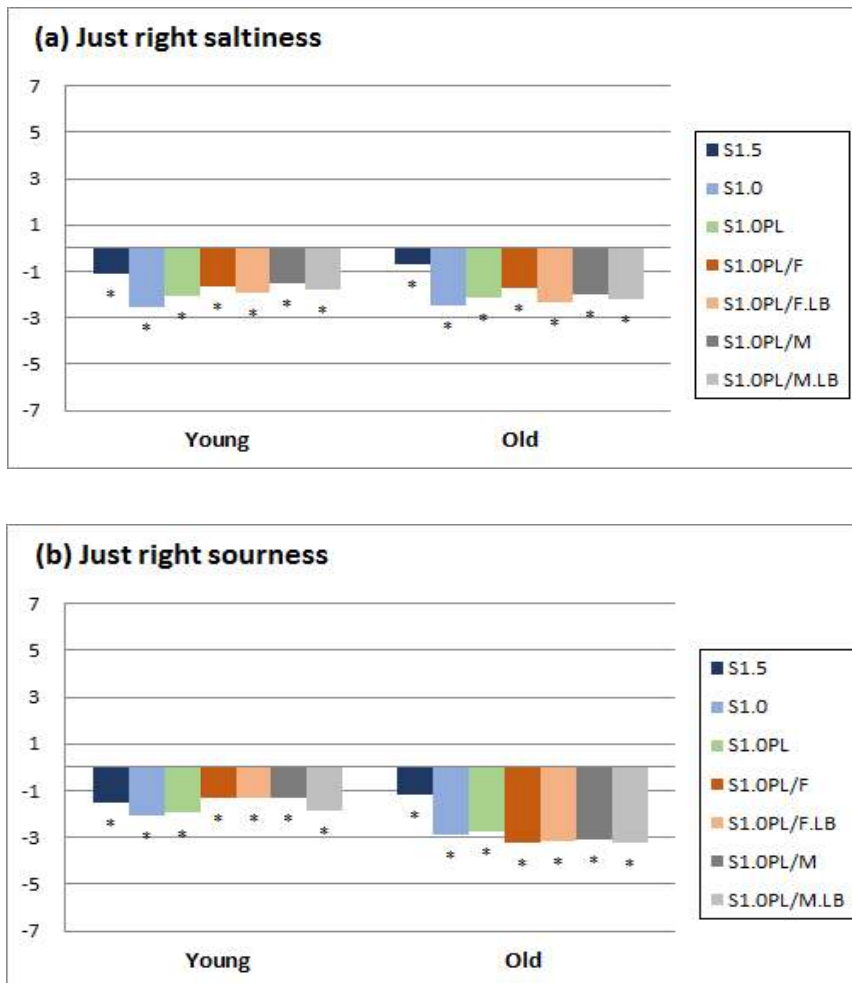 (a) Just right saltiness
7
5
3
1
-1
-3
-5
-7
* * * * * * *
* * * * * * *
Young Old
S1.5
S1.0
S1.0PL
S1.0PL/F
S1.0PL/F.LB
S1.0PL/M
S1.0PL/M.LB
(b) Just right sourness
7
5
3
1
-1
-3
-5
-7
* * * * * * *
* * * * * * *
Young Old
S1.5
S1.0
S1.0PL
S1.0PL/F
S1.0PL/F.LB
S1.0PL/M
S1.0PL/M.LB